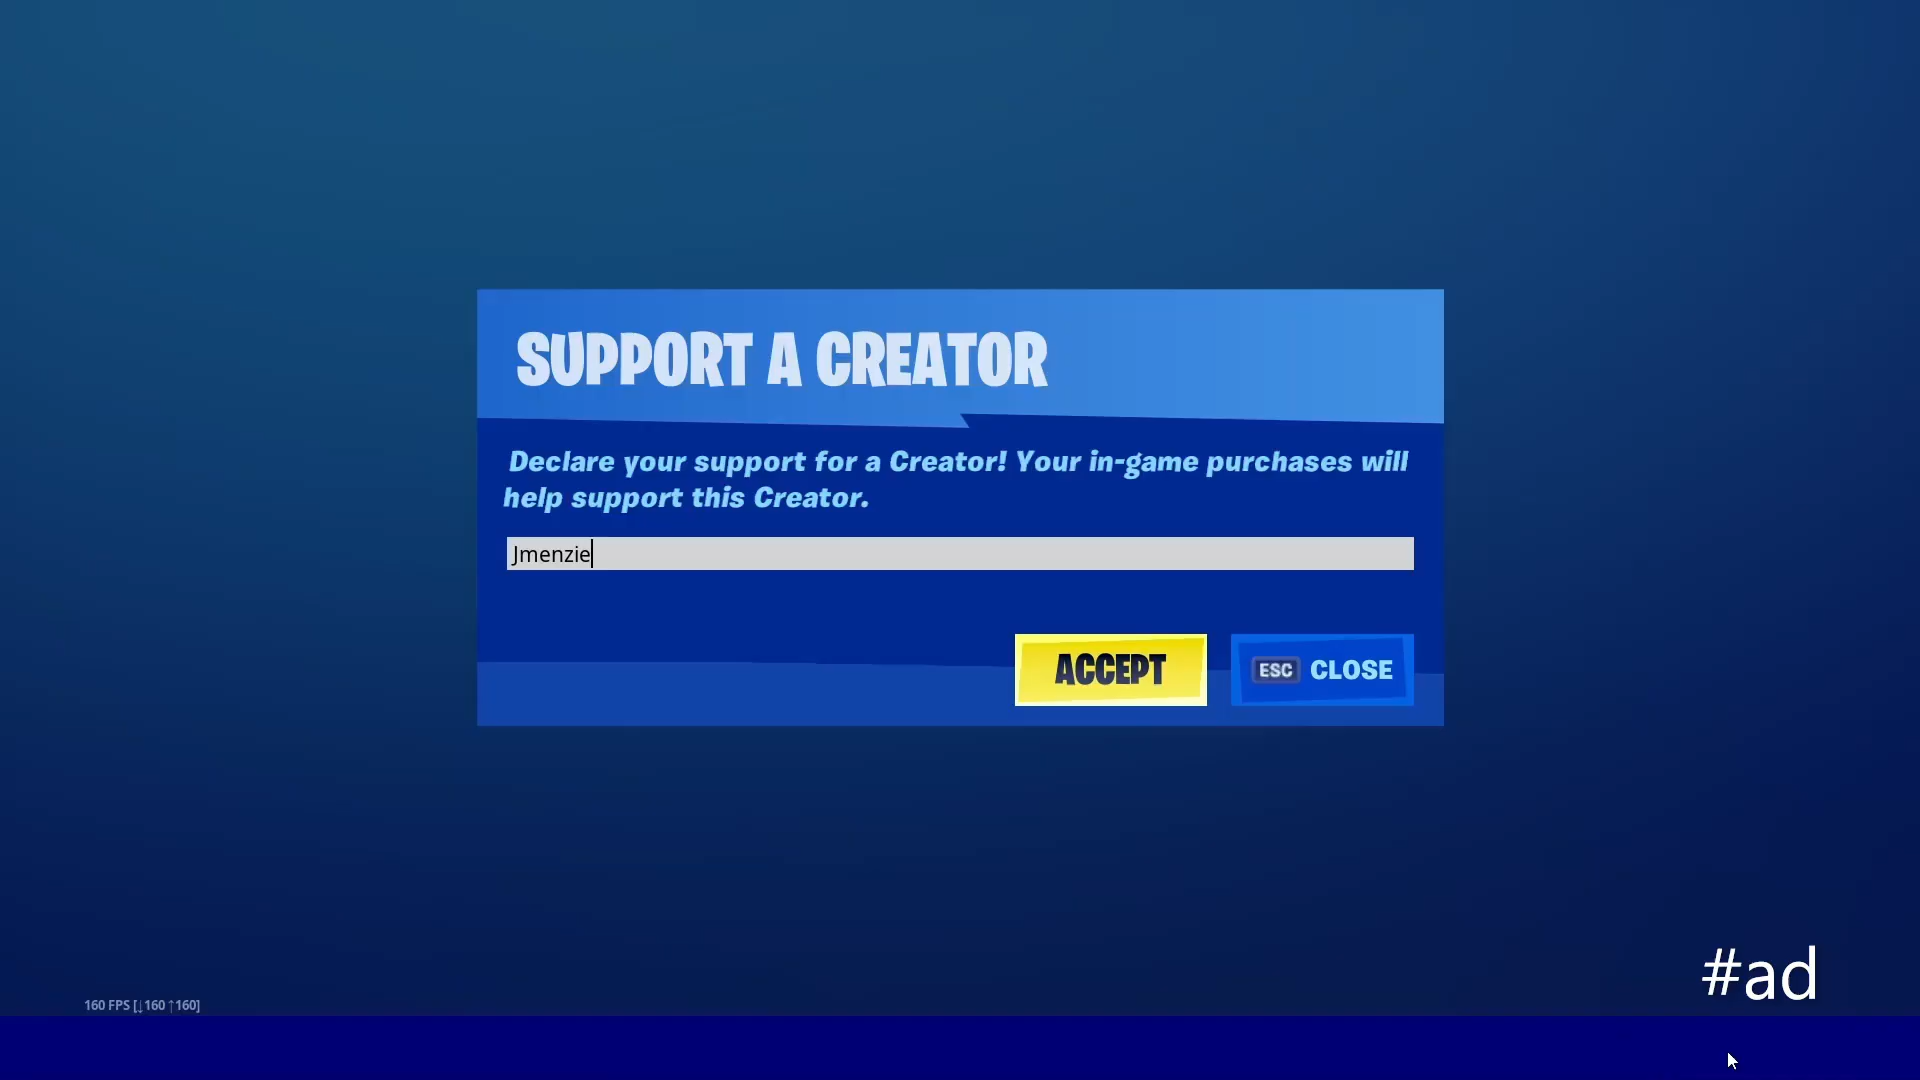 SUPPORT A CREATOR
Declare your support for a Creator! Your in-game purchases will
help support this Creator.
Jmenzie
ACCEPT
ESC CLOSE
#ad
160 FPS [↓160 ↑160]